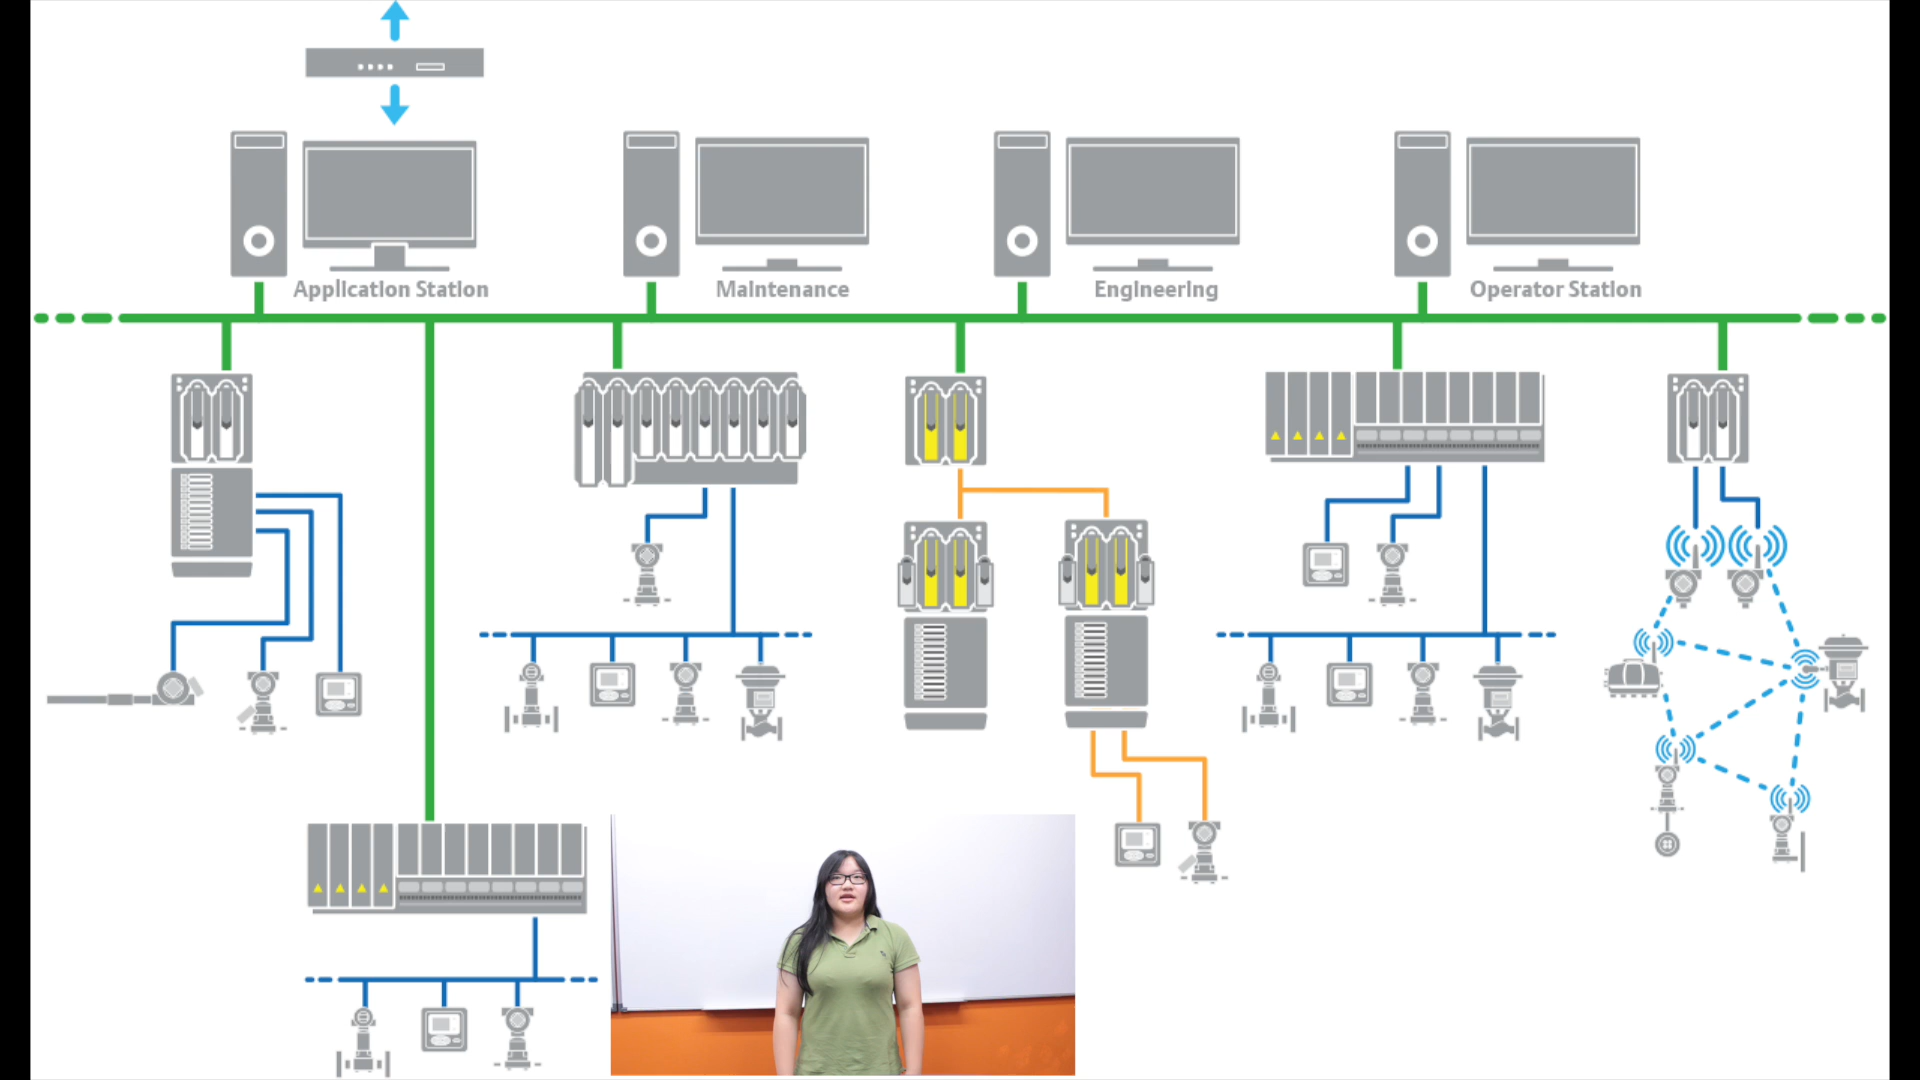 Application Station
Maintenance
Engineering
Operator Station